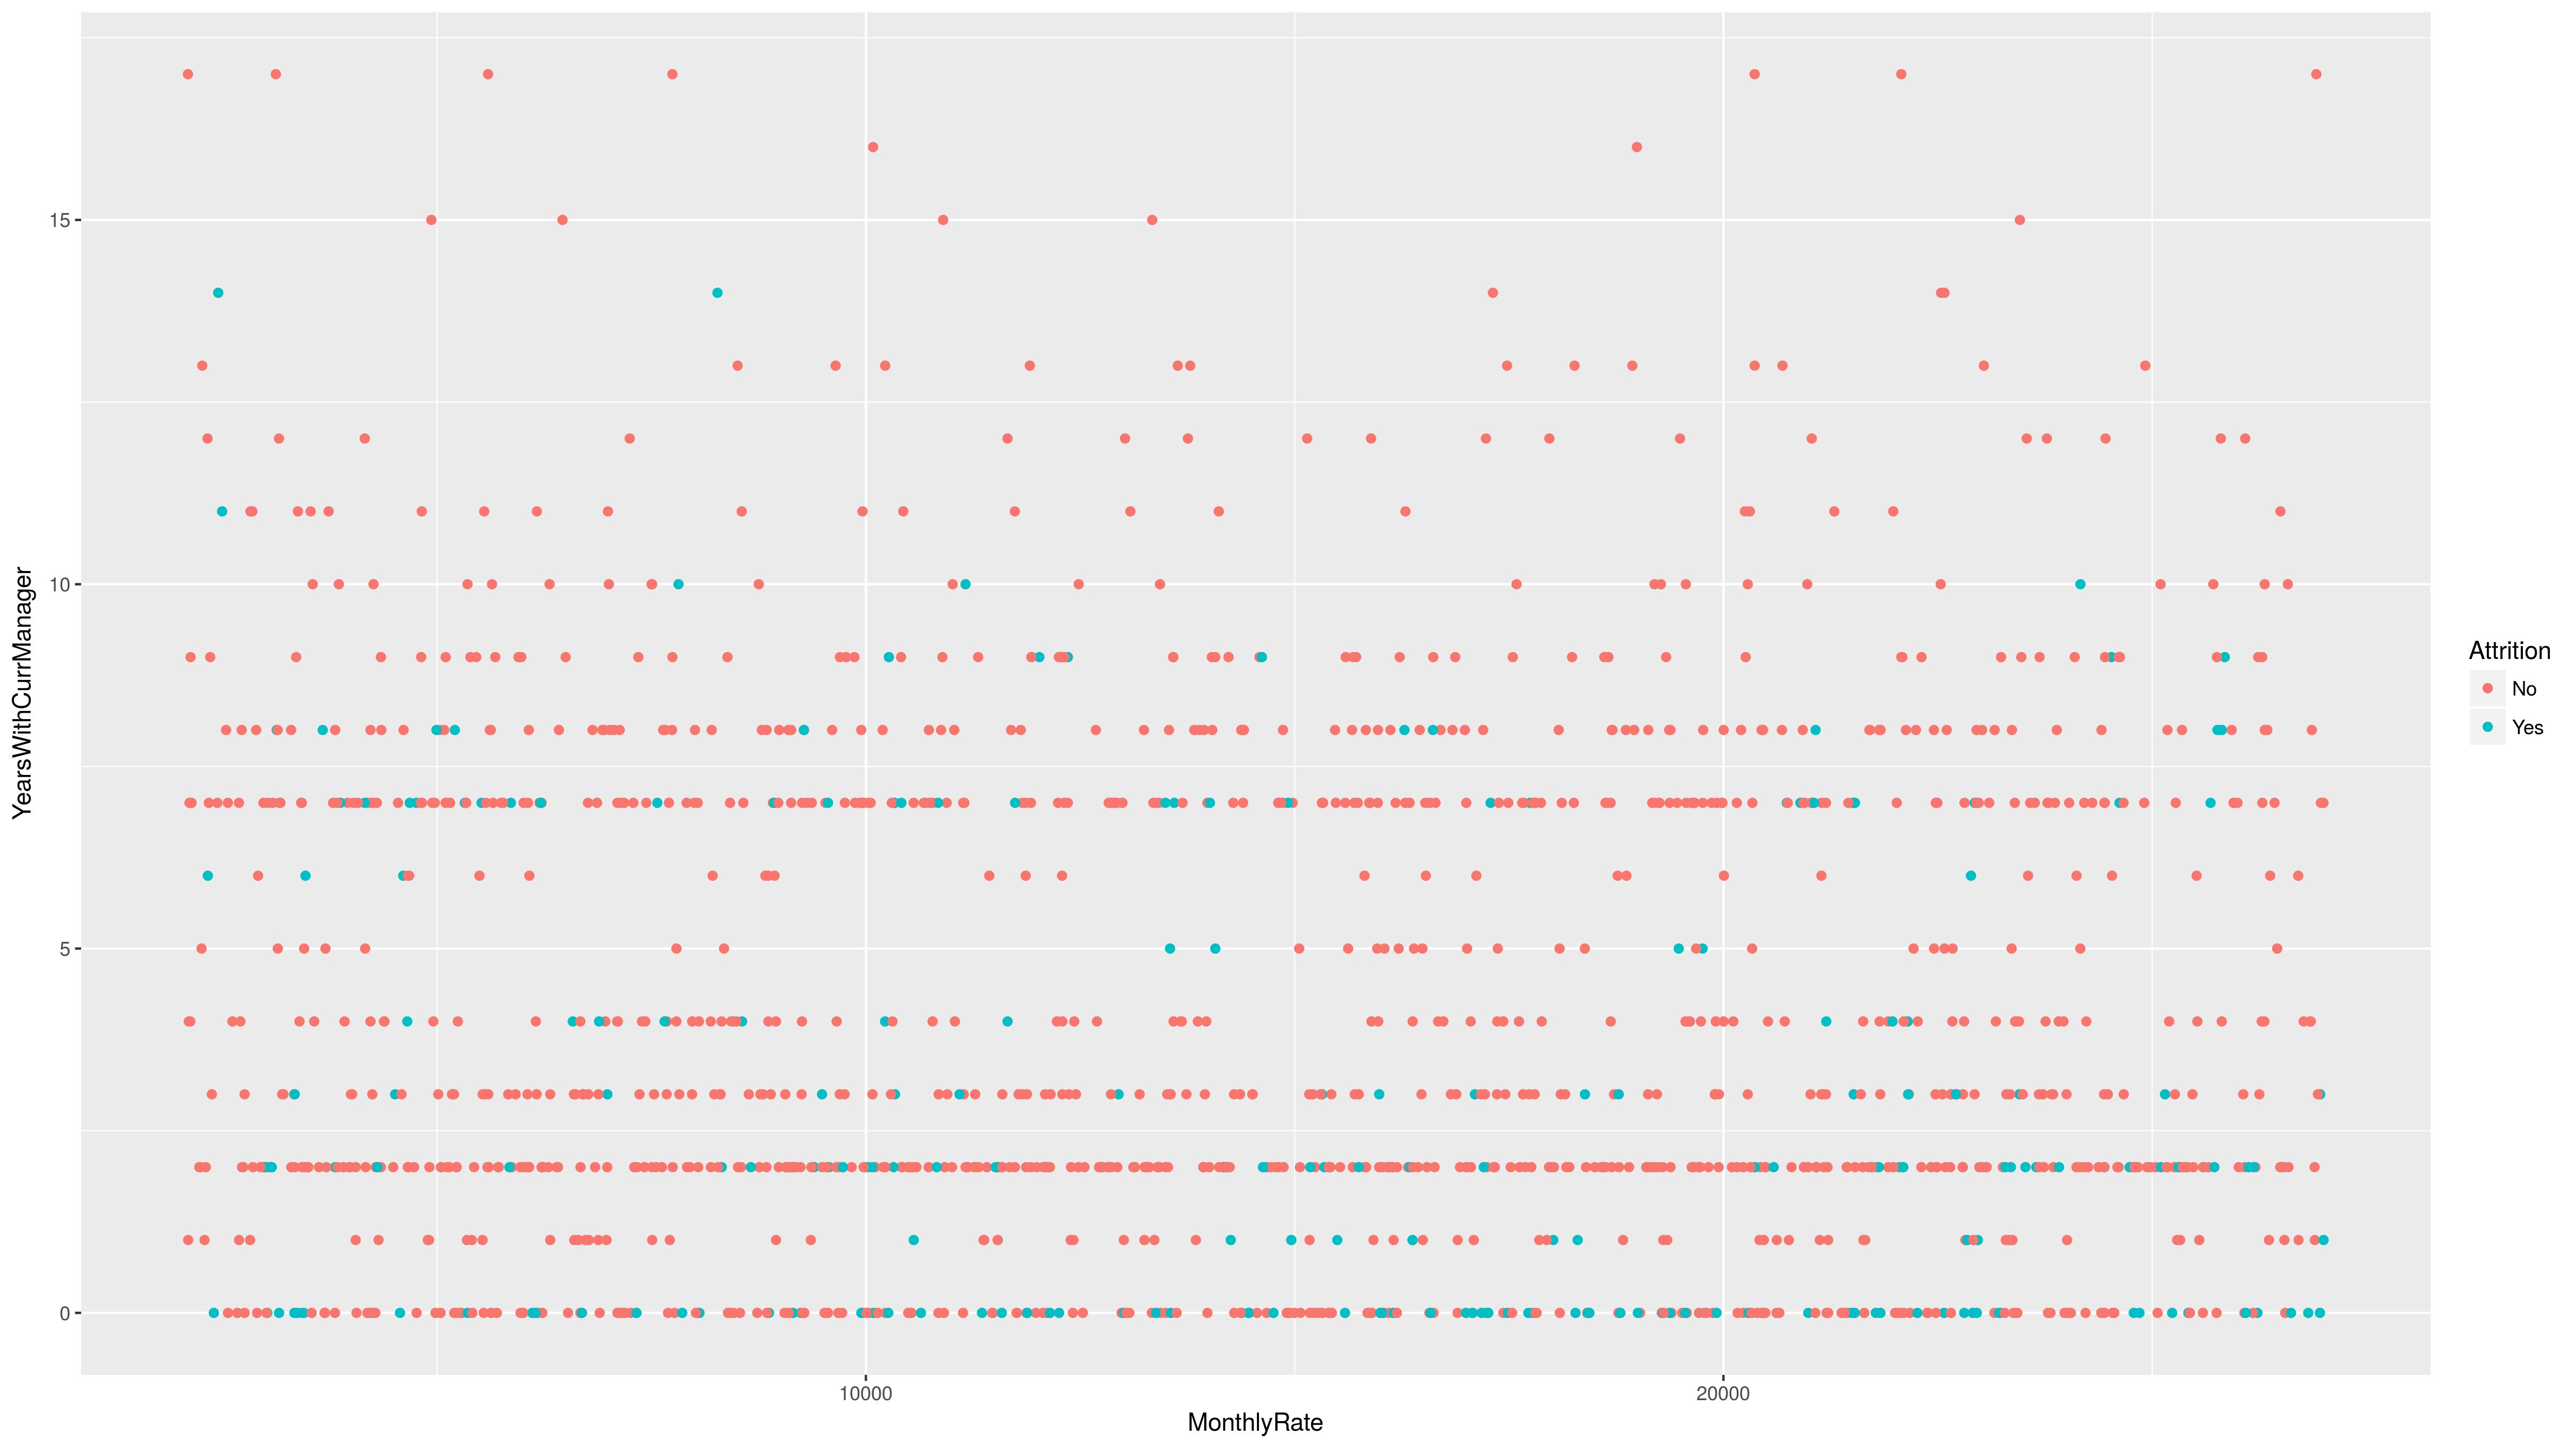 YearsWithCurrManager
15
10
5
0
10000
20000
MonthlyRate
Attrition
No
Yes